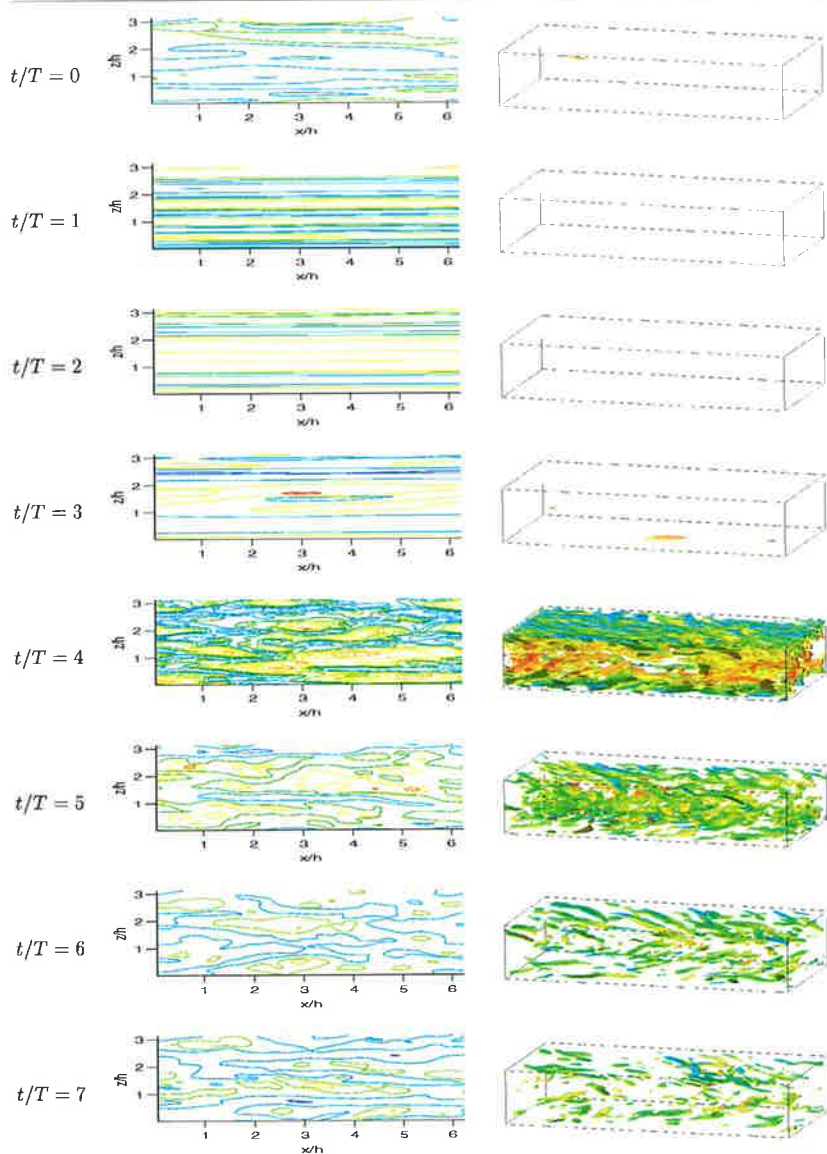 t/T = 0
z/h
3
2
1
1 2 3 4 5 6
x/h
t/T = 1
z/h
3
2
1
1 2 3 4 5 6
x/h
t/T = 2
z/h
3
2
1
1 2 3 4 5 6
x/h
t/T = 3
z/h
3
2
1
1 2 3 4 5 6
x/h
t/T = 4
z/h
3
2
1
1 2 3 4 5 6
x/h
t/T = 5
z/h
3
2
1
1 2 3 4 5 6
x/h
t/T = 6
z/h
3
2
1
1 2 3 4 5 6
x/h
t/T = 7
z/h
3
2
1
1 2 3 4 5 6
x/h